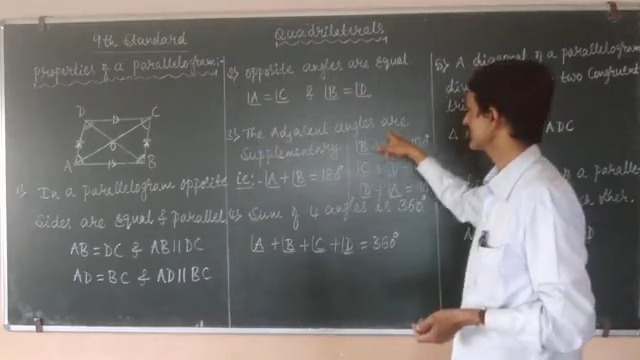 Quadrilaterals
9th Standard
properties of a parallelogram:
D C
O
A B
1) In a parallelogram opposite
Sides are equal & parallel.
AB = DC & AB || DC
AD = BC & AD || BC
2) opposite angles are equal
∠A = ∠C & ∠B = ∠D
3) The Adjacent angles are
Supplementary
ie: - ∠A + ∠B = 180°
∠B +
∠C +
∠D + ∠A =
4) Sum of 4 angles is 360°
∠A + ∠B + ∠C + ∠D = 360°
5) A diagonal of a parallelogram
two Congruent
△ ADC
other.